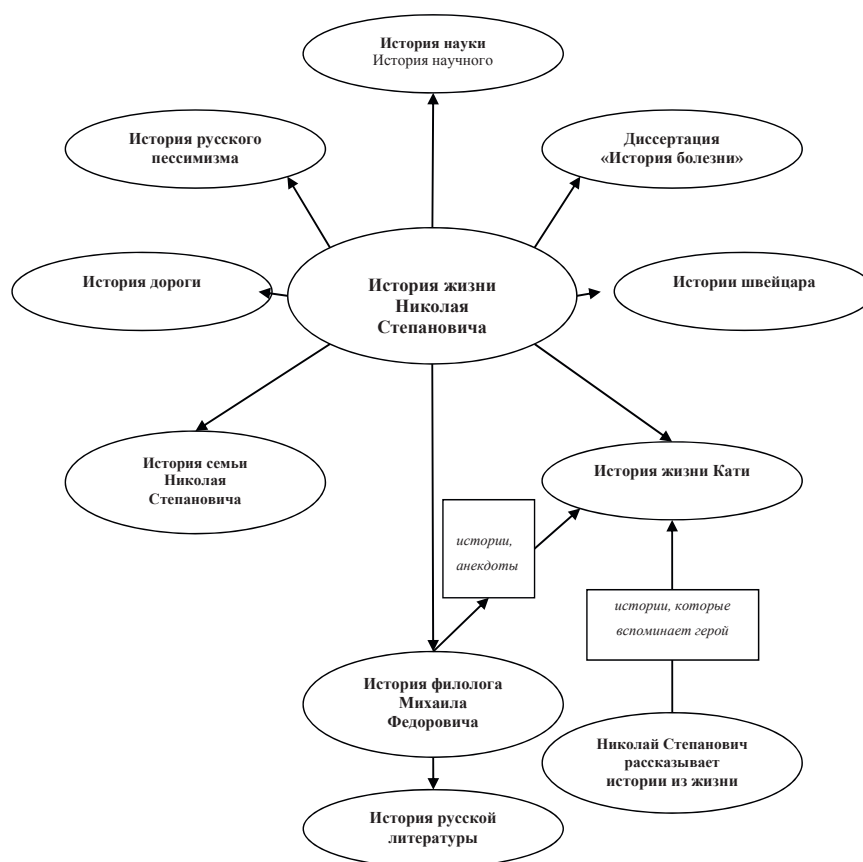 История науки
История научного
История русского
пессимизма
Диссертация
«История болезни»
История дороги
История жизни
Николая
Степановича
Истории швейцара
История семьи
Николая
Степановича
История жизни Кати
истории,
анекдоты
истории, которые
вспоминает герой
История филолога
Михаила
Федоровича
Николай Степанович
рассказывает
истории из жизни
История русской
литературы